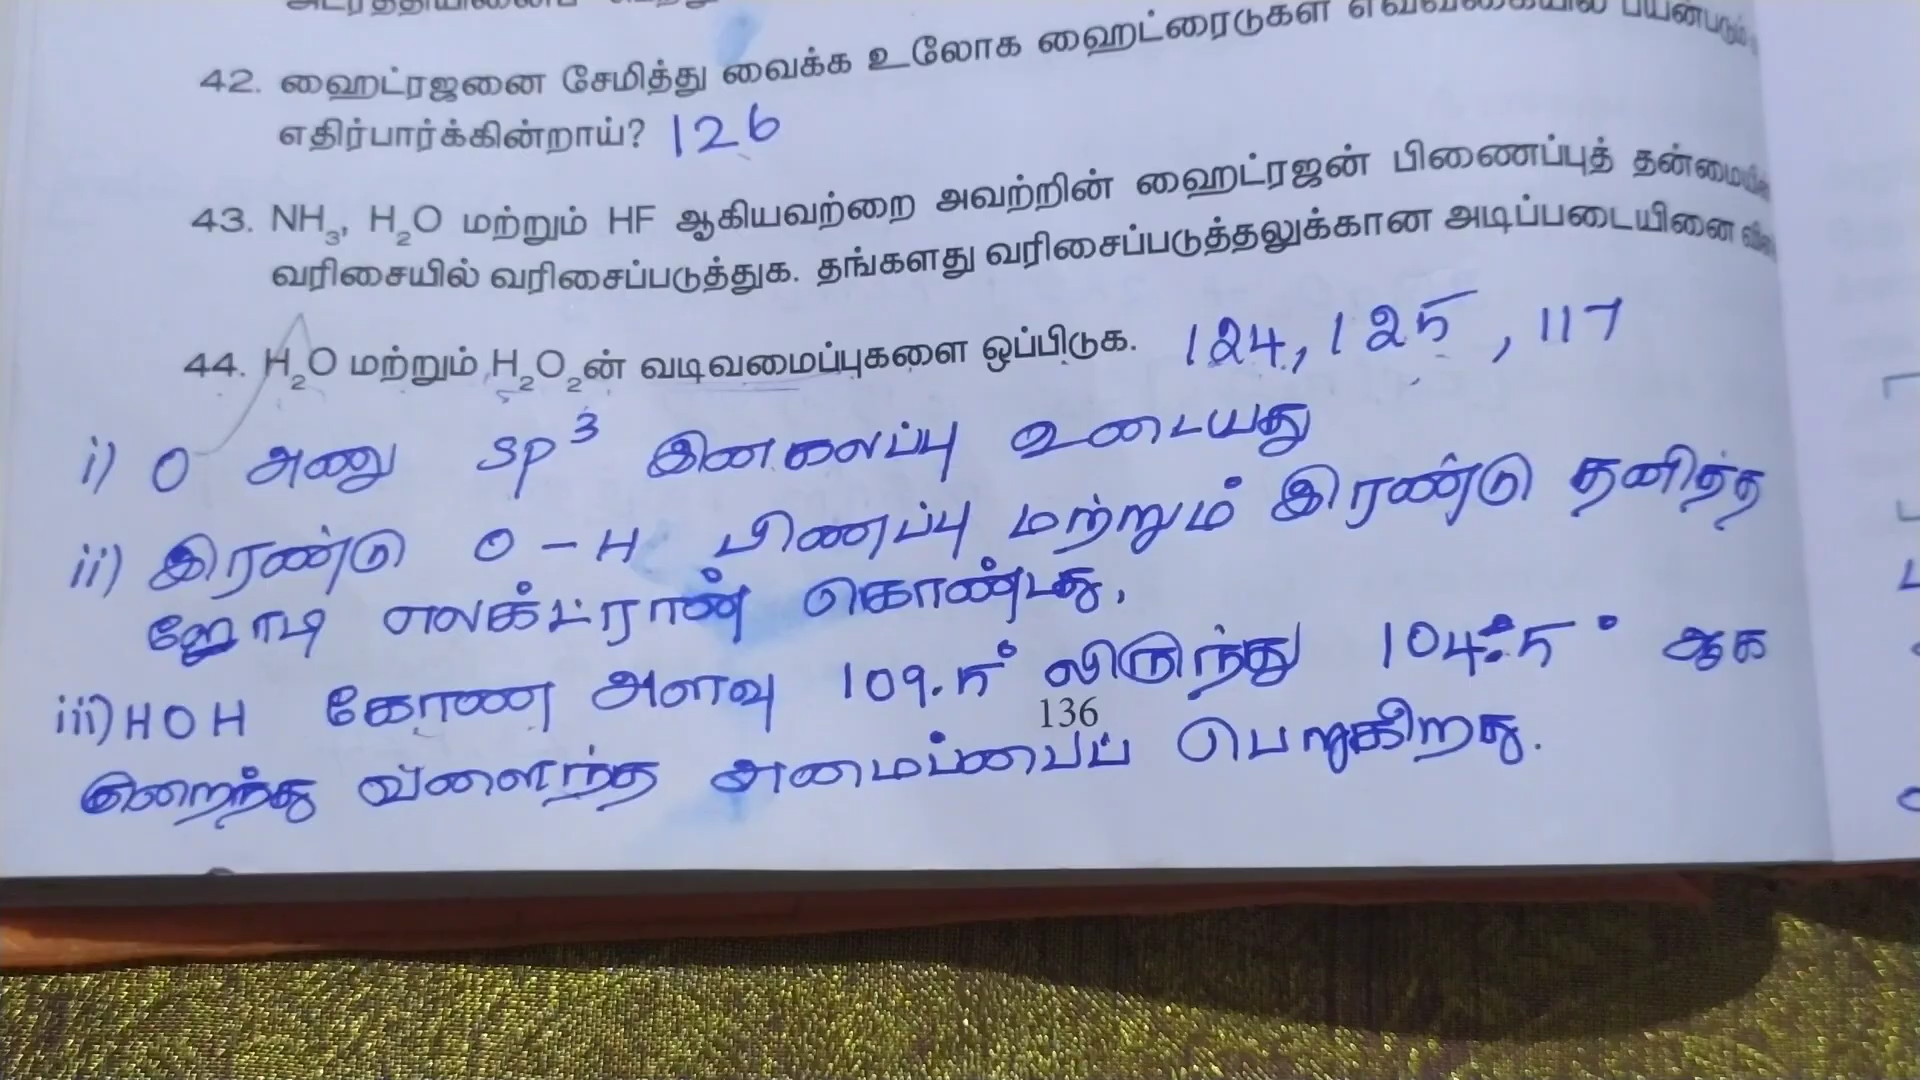 42. ஹைட்ரஜனை சேமித்து வைக்க உலோக ஹைட்ரைடுகள் எவ்வகையில் பயன்படும்
எதிர்பார்க்கின்றாய்? 126
43. NH₃, H₂O மற்றும் HF ஆகியவற்றை அவற்றின் ஹைட்ரஜன் பிணைப்புத் தன்மையின்
வரிசையில் வரிசைப்படுத்துக. தங்களது வரிசைப்படுத்தலுக்கான அடிப்படையினை
44. H₂O மற்றும் H₂O₂ன் வடிவமைப்புகளை ஒப்பிடுக. 124, 125, 117
i) O அணு sp³ இனஸைப்பு உடையது
ii) இரண்டு O - H பிணைப்பு மற்றும் இரண்டு தனித்த
ஜோடி எலக்ட்ரான் கொண்டது.
iii) HOH கோண அளவு 109.5° லிருந்து 104.5° ஆக
136
குறைந்து வளைந்த அமைப்பைப் பெறுகிறது.